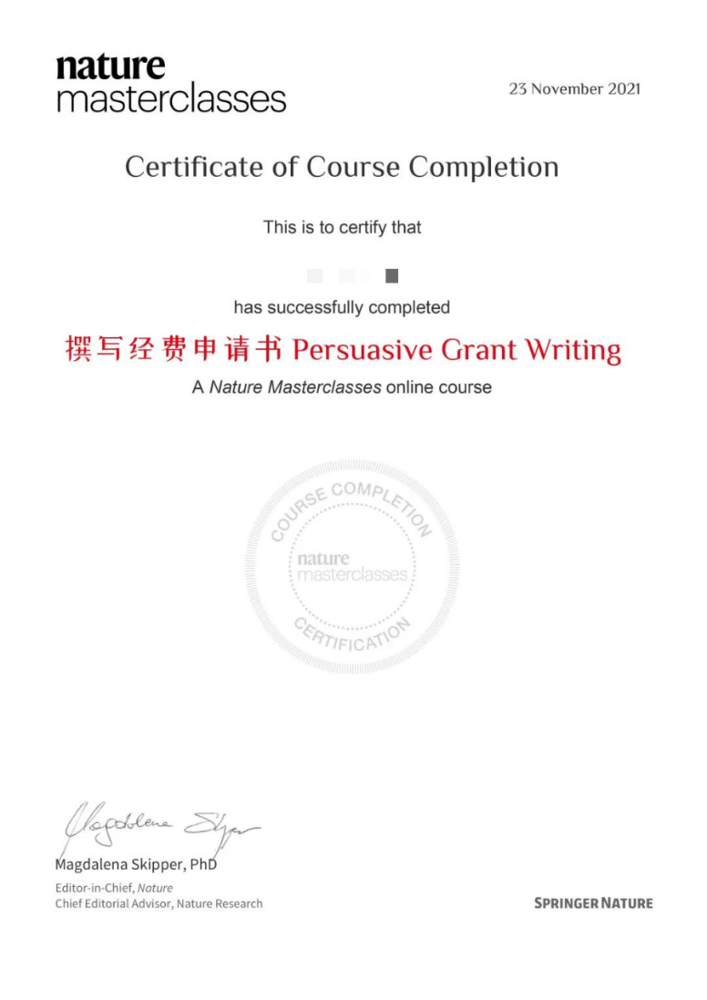 nature
masterclasses
23 November 2021
Certificate of Course Completion
This is to certify that
has successfully completed
撰写经费申请书 Persuasive Grant Writing
A Nature Masterclasses online course
COURSE COMPLETION
nature
masterclasses
CERTIFICATION
Magdalena Skipper
Magdalena Skipper, PhD
Editor-in-Chief, Nature
Chief Editorial Advisor, Nature Research
SPRINGER NATURE